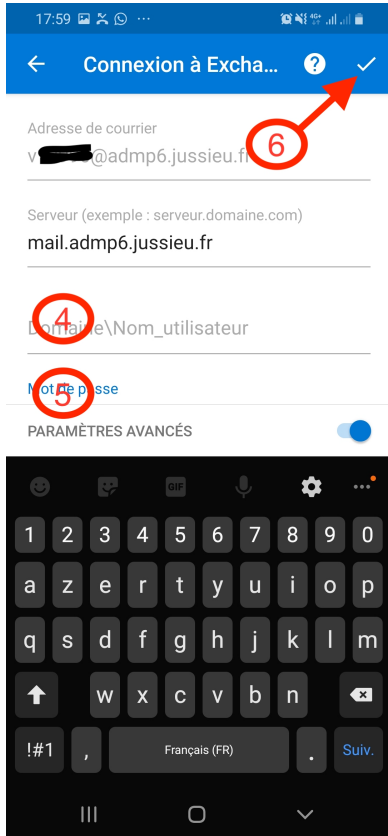 17:59
4G+
Connexion à Excha... ?
6
Adresse de courrier
v @admp6.jussieu.fr
Serveur (exemple : serveur.domaine.com)
mail.admp6.jussieu.fr
4
Domaine\Nom_utilisateur
5
Mot de passe
PARAMÈTRES AVANCÉS
GIF
1 2 3 4 5 6 7 8 9 0
a z e r t y u i o p
q s d f g h j k l m
w x c v b n
!#1 , Français (FR) . Suiv.